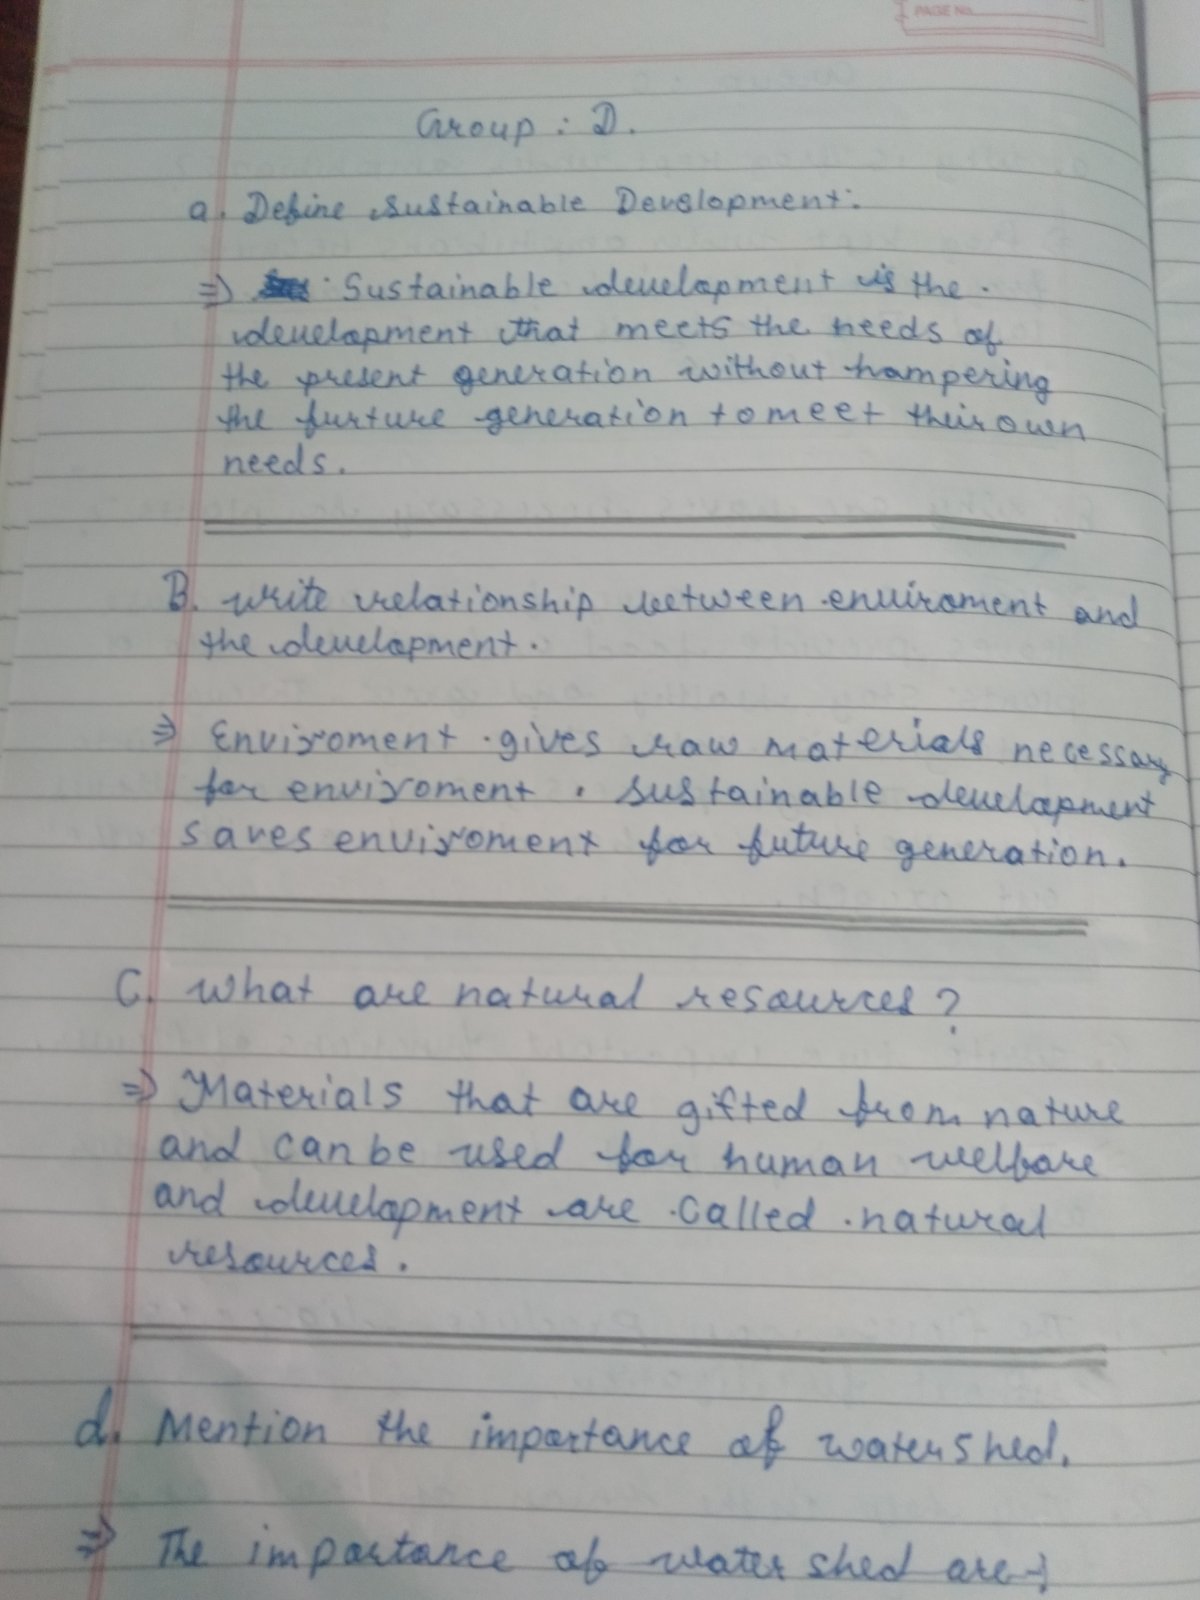 PAGE No.
Group : D.
a. Define Sustainable Development:
⇒ Sustainable development is the
development that meets the needs of
the present generation without hampering
the furture generation to meet their own
needs.
B. write relationship between enviroment and
the development.
⇒ Enviroment gives raw materials necessary
for enviroment. sustainable development
saves enviroment for future generation.
C. what are natural resources?
⇒ Materials that are gifted from nature
and can be used for human welfare
and development are called natural
resources.
d. Mention the importance of watershed.
⇒ The importance of water shed are→